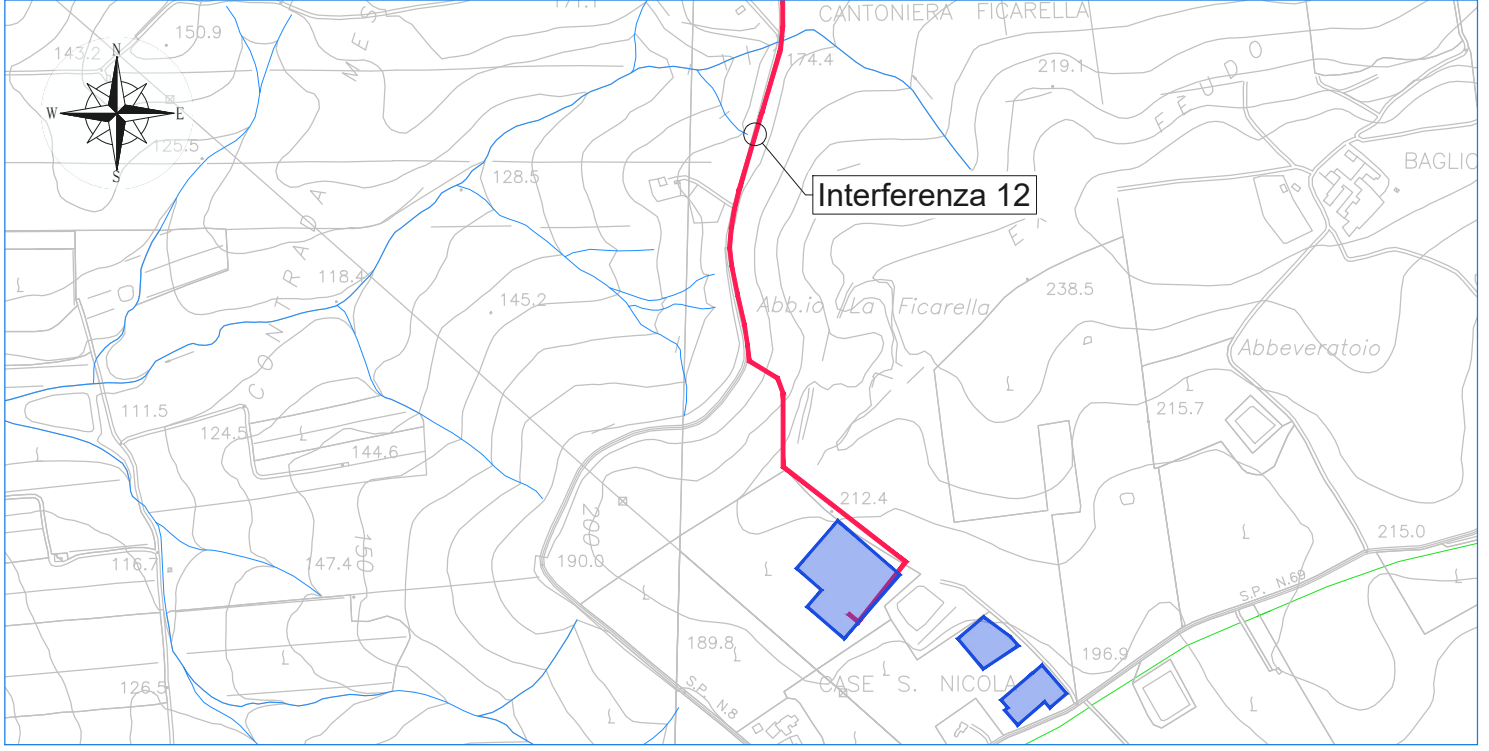 171.1
CANTONIERA FICARELLA
150.9
143.2
N
MES
174.4
219.1
FEUDO
W
E
125.5
BAGLIO
S
128.5
Interferenza 12
CONTRADA
118.4
145.2
Abb.io La Ficarella
238.5
Abbeveratoio
111.5
215.7
124.5
144.6
212.4
200
215.0
150
116.7
147.4
190.0
S.P. N.69
189.8
196.9
126.5
S.P. N.8
CASE S. NICOLA